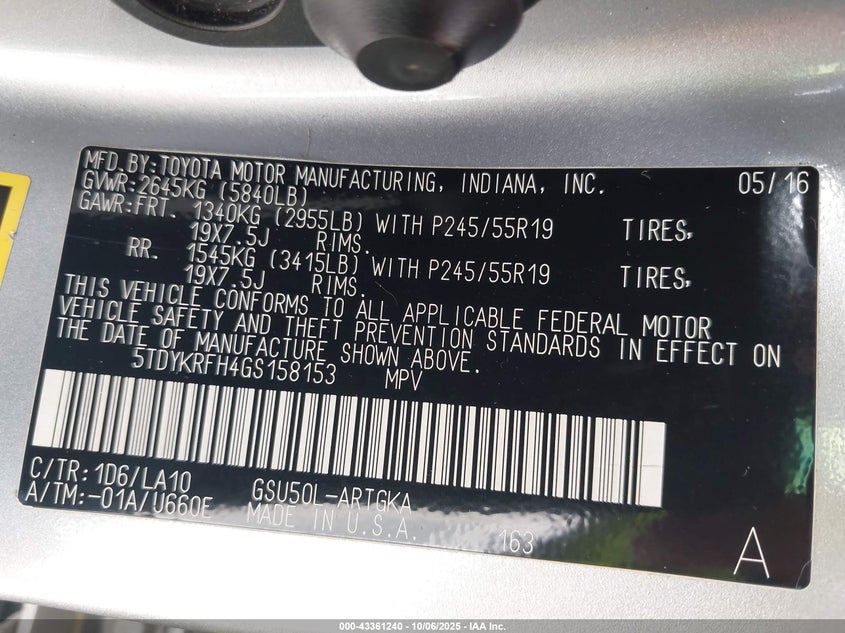 MFD. BY: TOYOTA MOTOR MANUFACTURING, INDIANA, INC. 05/16
GVWR: 2645KG (5840LB)
GAWR: FRT. 1340KG (2955LB) WITH P245/55R19 TIRES,
19X7.5J RIMS.
RR. 1545KG (3415LB) WITH P245/55R19 TIRES,
19X7.5J RIMS.
THIS VEHICLE CONFORMS TO ALL APPLICABLE FEDERAL MOTOR
VEHICLE SAFETY AND THEFT PREVENTION STANDARDS IN EFFECT ON
THE DATE OF MANUFACTURE SHOWN ABOVE.
5TDYKRFH4GS158153 MPV
C/TR: 1D6/LA10 GSU50L-ARTGKA
A/TM: -01A/U660E MADE IN U.S.A. 163 A
000-43361240 - 10/06/2025 - IAA Inc.